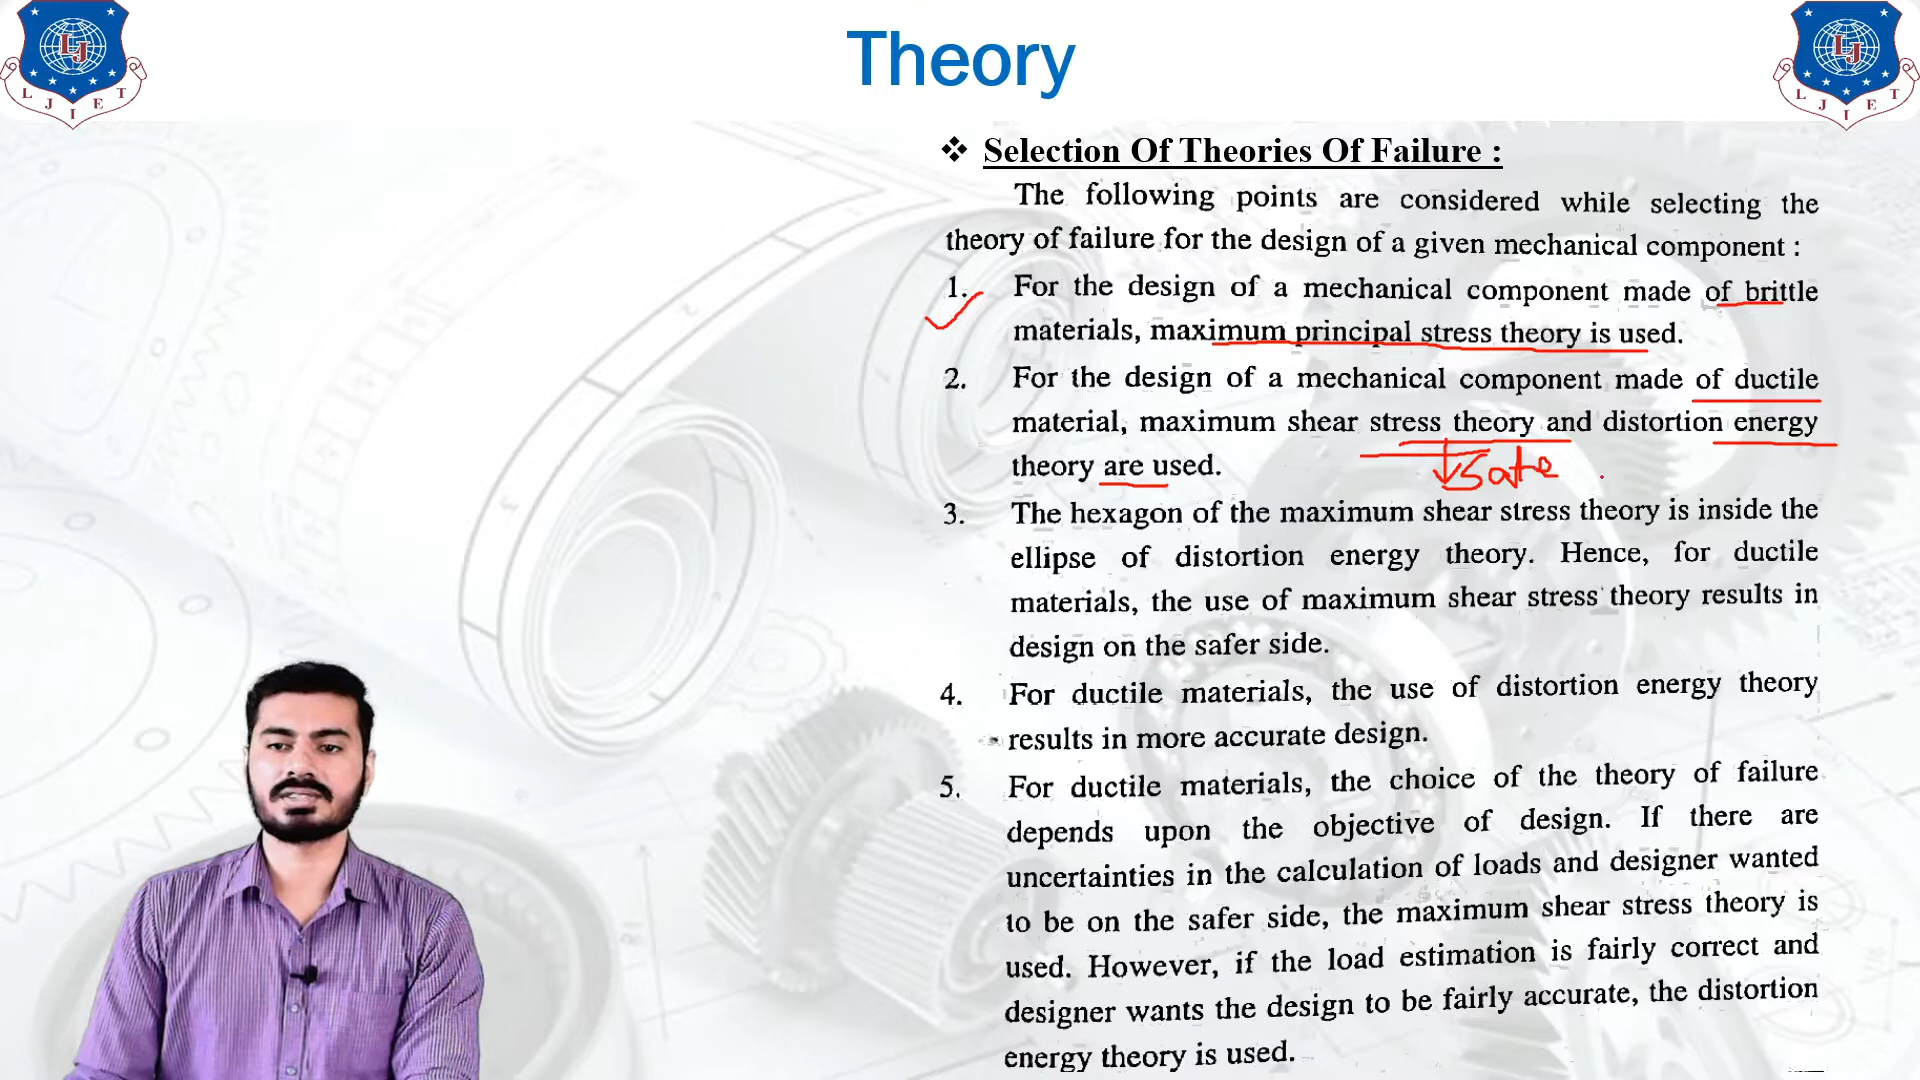 LJ
L J I E T
Theory
LJ
L J I E T
❖ Selection Of Theories Of Failure :
The following points are considered while selecting the
theory of failure for the design of a given mechanical component :
1. For the design of a mechanical component made of brittle
materials, maximum principal stress theory is used.
2. For the design of a mechanical component made of ductile
material, maximum shear stress theory and distortion energy
theory are used.
Safe
3. The hexagon of the maximum shear stress theory is inside the
ellipse of distortion energy theory. Hence, for ductile
materials, the use of maximum shear stress theory results in
design on the safer side.
4. For ductile materials, the use of distortion energy theory
results in more accurate design.
5. For ductile materials, the choice of the theory of failure
depends upon the objective of design. If there are
uncertainties in the calculation of loads and designer wanted
to be on the safer side, the maximum shear stress theory is
used. However, if the load estimation is fairly correct and
designer wants the design to be fairly accurate, the distortion
energy theory is used.